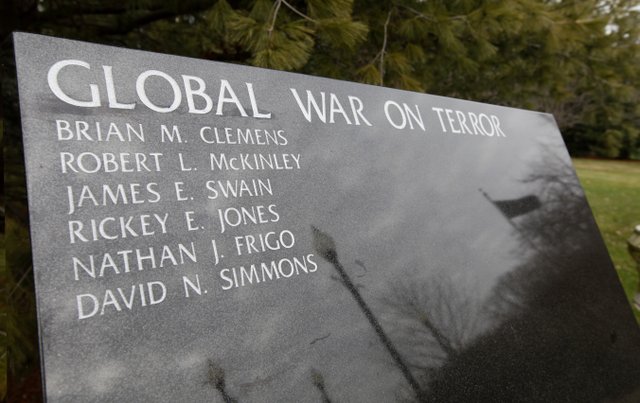 GLOBAL WAR ON TERROR
BRIAN M. CLEMENS
ROBERT L. McKINLEY
JAMES E. SWAIN
RICKEY E. JONES
NATHAN J. FRIGO
DAVID N. SIMMONS